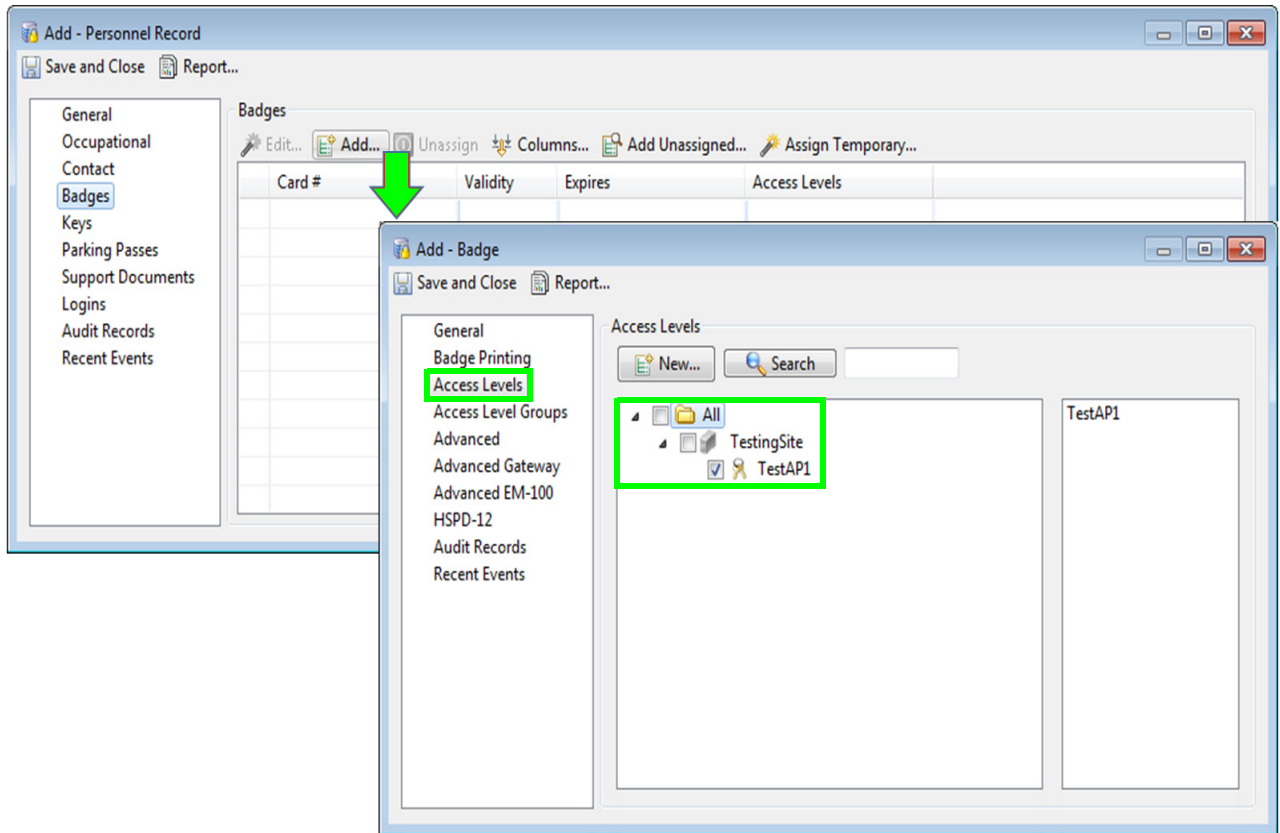 Add - Personnel Record
Save and Close Report...
General
Occupational
Contact
Badges
Keys
Parking Passes
Support Documents
Logins
Audit Records
Recent Events
Badges
Edit... Add... Unassign Columns... Add Unassigned... Assign Temporary...
Card # Validity Expires Access Levels
Add - Badge
Save and Close Report...
General
Badge Printing
Access Levels
Access Level Groups
Advanced
Advanced Gateway
Advanced EM-100
HSPD-12
Audit Records
Recent Events
Access Levels
New... Search
All
TestingSite
TestAP1
TestAP1